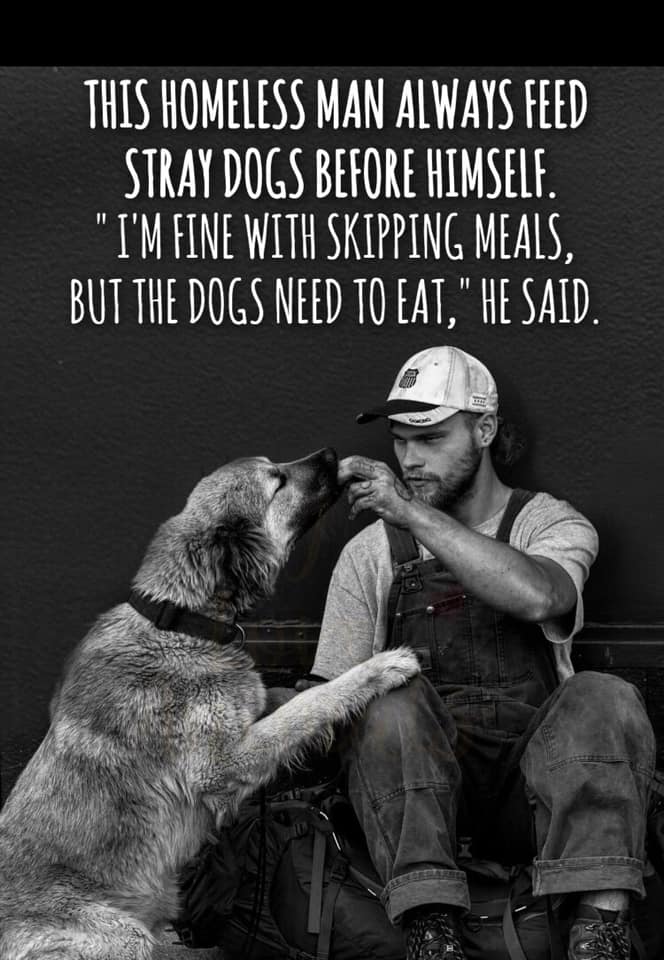 THIS HOMELESS MAN ALWAYS FEED
STRAY DOGS BEFORE HIMSELF.
" I'M FINE WITH SKIPPING MEALS,
BUT THE DOGS NEED TO EAT," HE SAID.